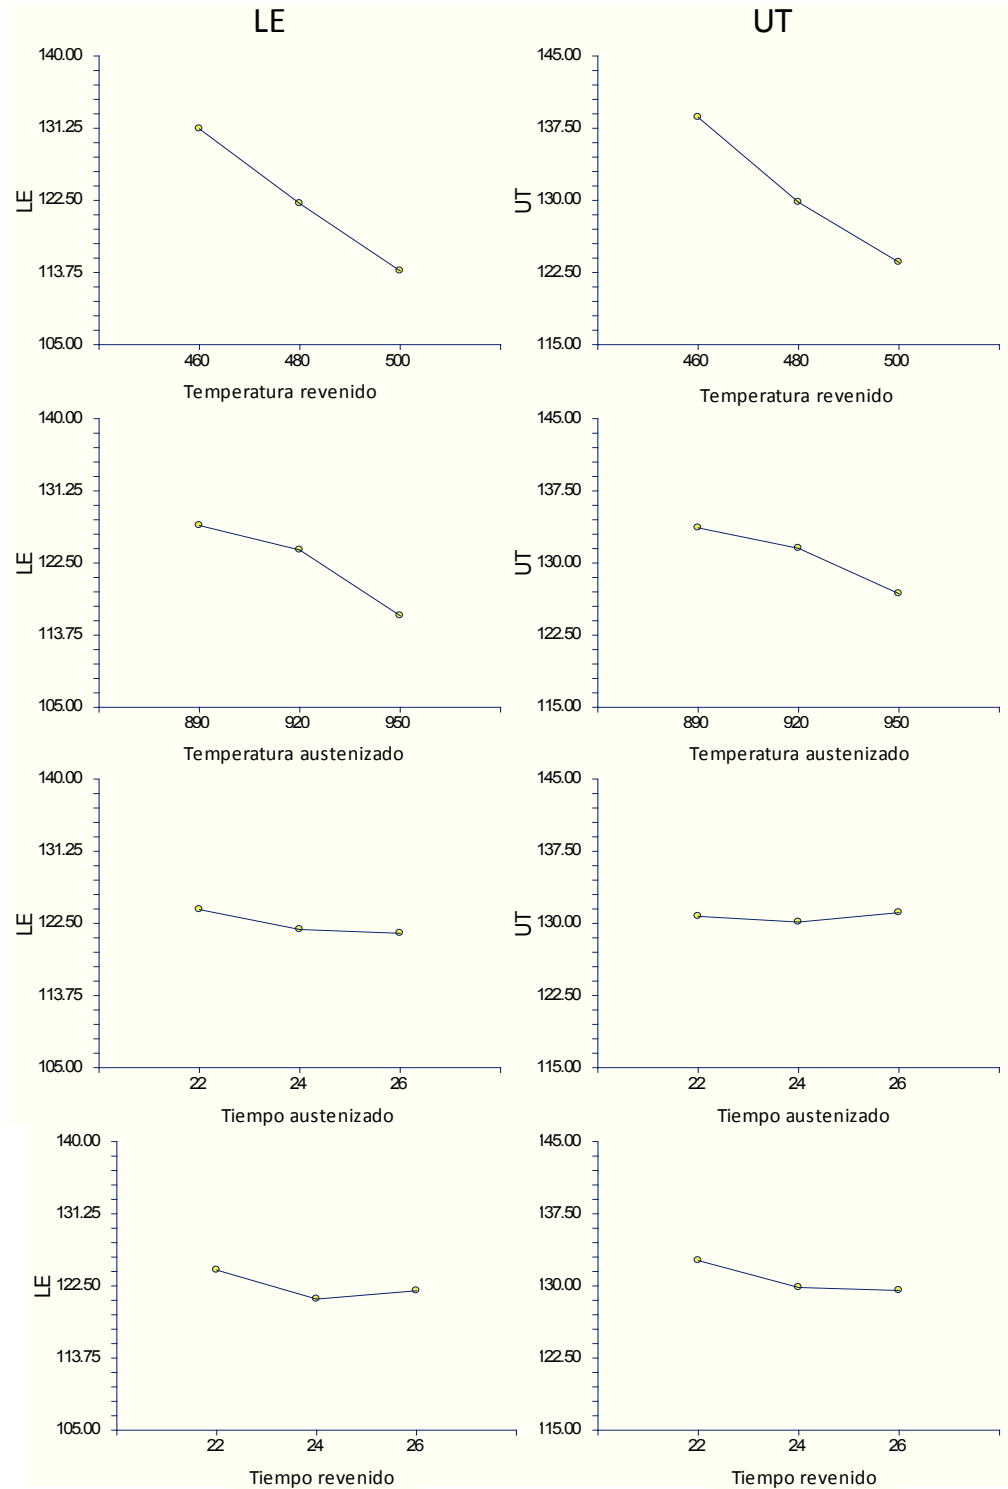 LE
UT
140.00
131.25
122.50
113.75
105.00
LE
460 480 500
Temperatura revenido
145.00
137.50
130.00
122.50
115.00
UT
460 480 500
Temperatura revenido
140.00
131.25
122.50
113.75
105.00
LE
890 920 950
Temperatura austenizado
145.00
137.50
130.00
122.50
115.00
UT
890 920 950
Temperatura austenizado
140.00
131.25
122.50
113.75
105.00
LE
22 24 26
Tiempo austenizado
145.00
137.50
130.00
122.50
115.00
UT
22 24 26
Tiempo austenizado
140.00
131.25
122.50
113.75
105.00
LE
22 24 26
Tiempo revenido
145.00
137.50
130.00
122.50
115.00
22 24 26
Tiempo revenido